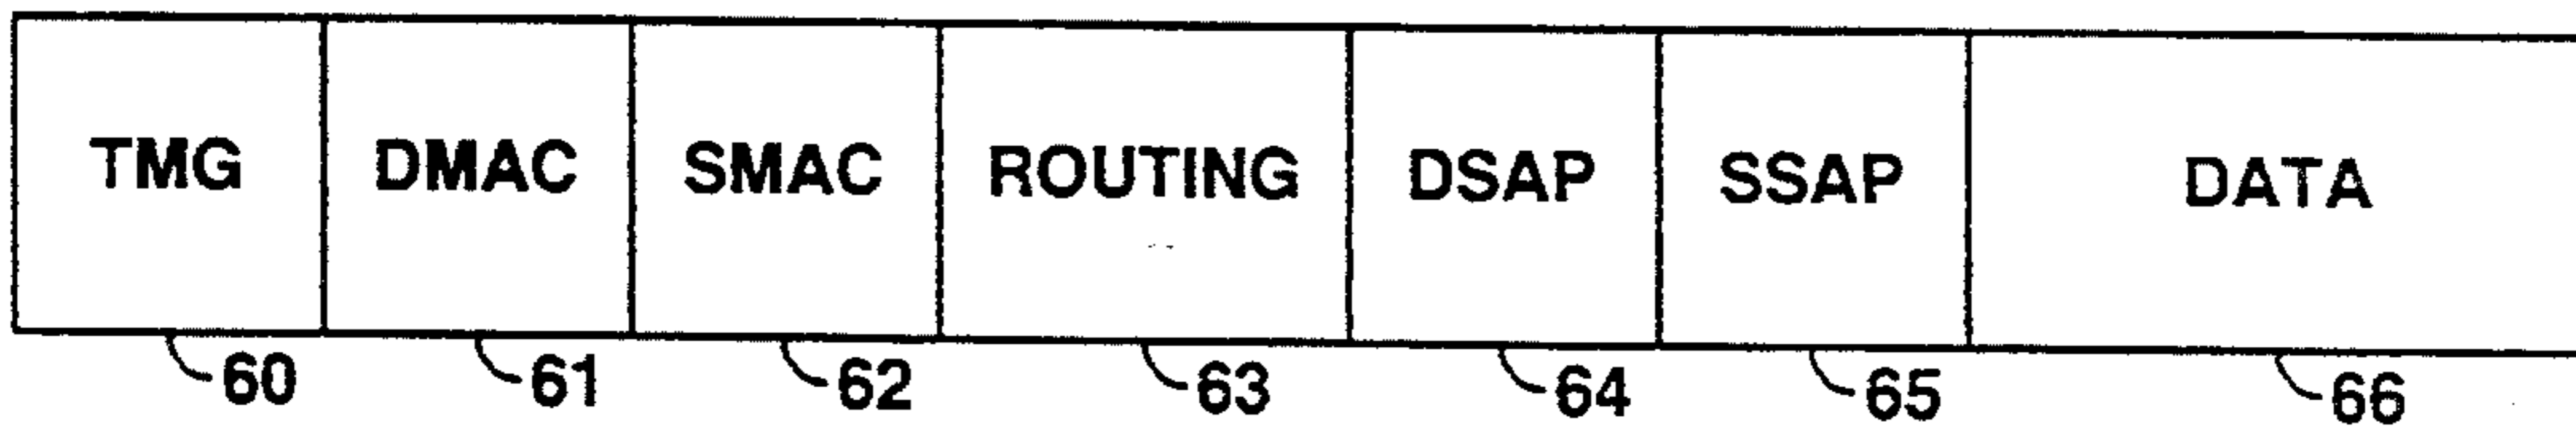 TMG DMAC SMAC ROUTING DSAP SSAP DATA
60 61 62 63 64 65 66